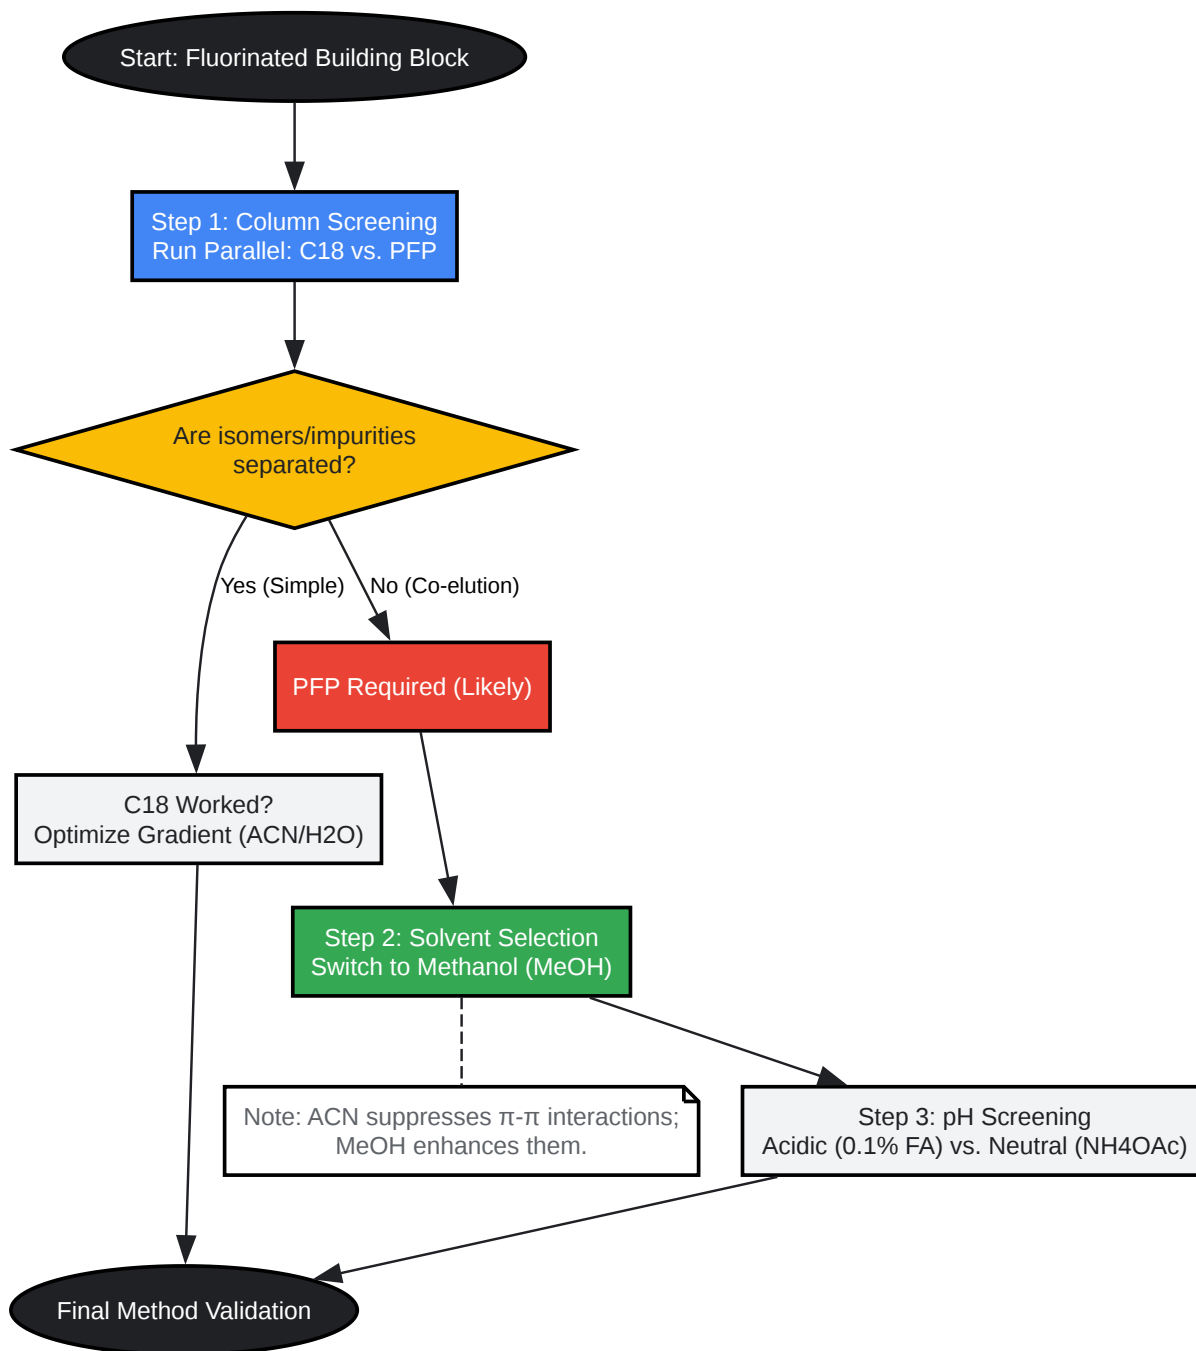 Start: Fluorinated Building Block
Step 1: Column Screening
Run Parallel: C18 vs. PFP
Are isomers/impurities
separated?
Yes (Simple)
No (Co-elution)
PFP Required (Likely)
C18 Worked?
Optimize Gradient (ACN/H2O)
Step 2: Solvent Selection
Switch to Methanol (MeOH)
Note: ACN suppresses π-π interactions;
MeOH enhances them.
Step 3: pH Screening
Acidic (0.1% FA) vs. Neutral (NH4OAc)
Final Method Validation